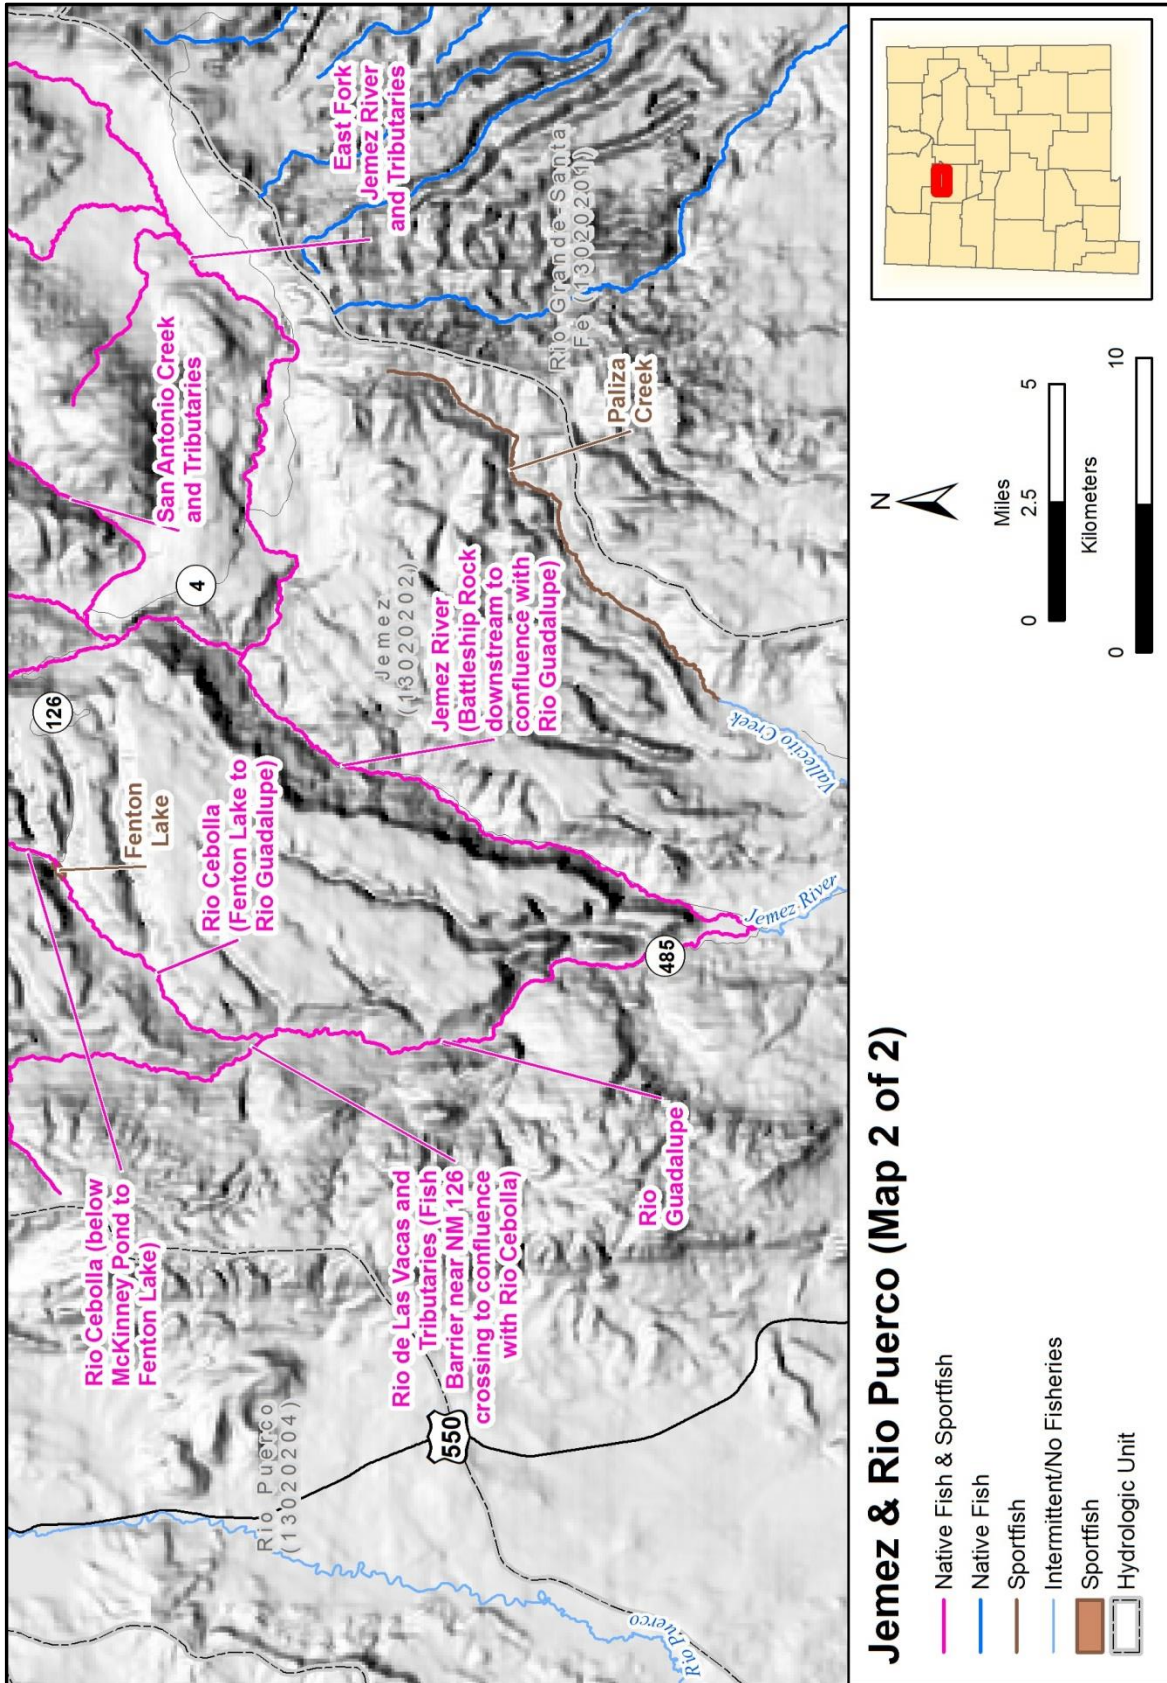 Rio Cebolla (below
McKinney Pond to
Fenton Lake)
Fenton
Lake
126
Rio Cebolla
(Fenton Lake to
Rio Guadalupe)
San Antonio Creek
and Tributaries
4
East Fork
Jemez River
and Tributaries
Rio Puerco
(13020204)
Jemez
(13020202)
Rio Grande-Santa
Fe (13020201)
Rio de Las Vacas and
Tributaries (Fish
Barrier near NM 126
crossing to confluence
with Rio Cebolla)
550
Jemez River
(Battleship Rock
downstream to
confluence with
Rio Guadalupe)
Paliza
Creek
Rio
Guadalupe
485
Rio Puerco
Jemez River
Vallecito Creek
Jemez & Rio Puerco (Map 2 of 2)
Native Fish & Sportfish
Native Fish
Sportfish
Intermittent/No Fisheries
Sportfish
Hydrologic Unit
N
Miles
0 2.5 5
Kilometers
0 10